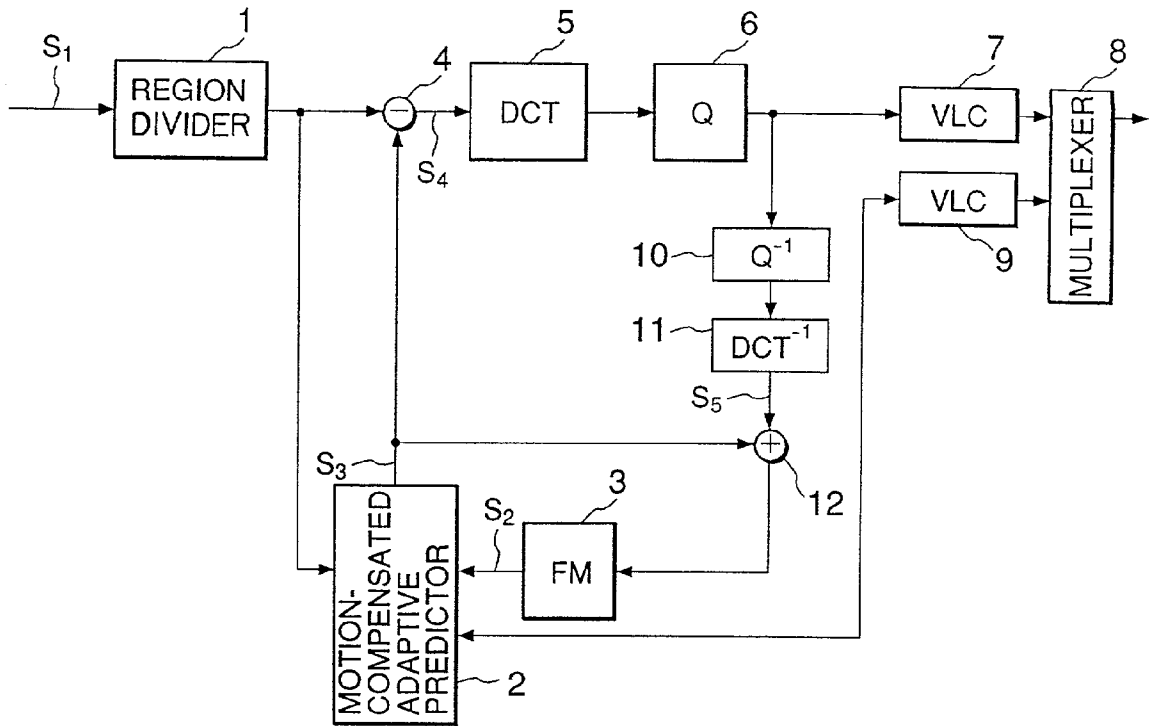 S1
1
REGION
DIVIDER
4
S4
5
DCT
6
Q
7
VLC
8
MULTIPLEXER
VLC
9
10
Q-1
11
DCT-1
S5
12
S3
S2
3
FM
MOTION-
COMPENSATED
ADAPTIVE
PREDICTOR
2